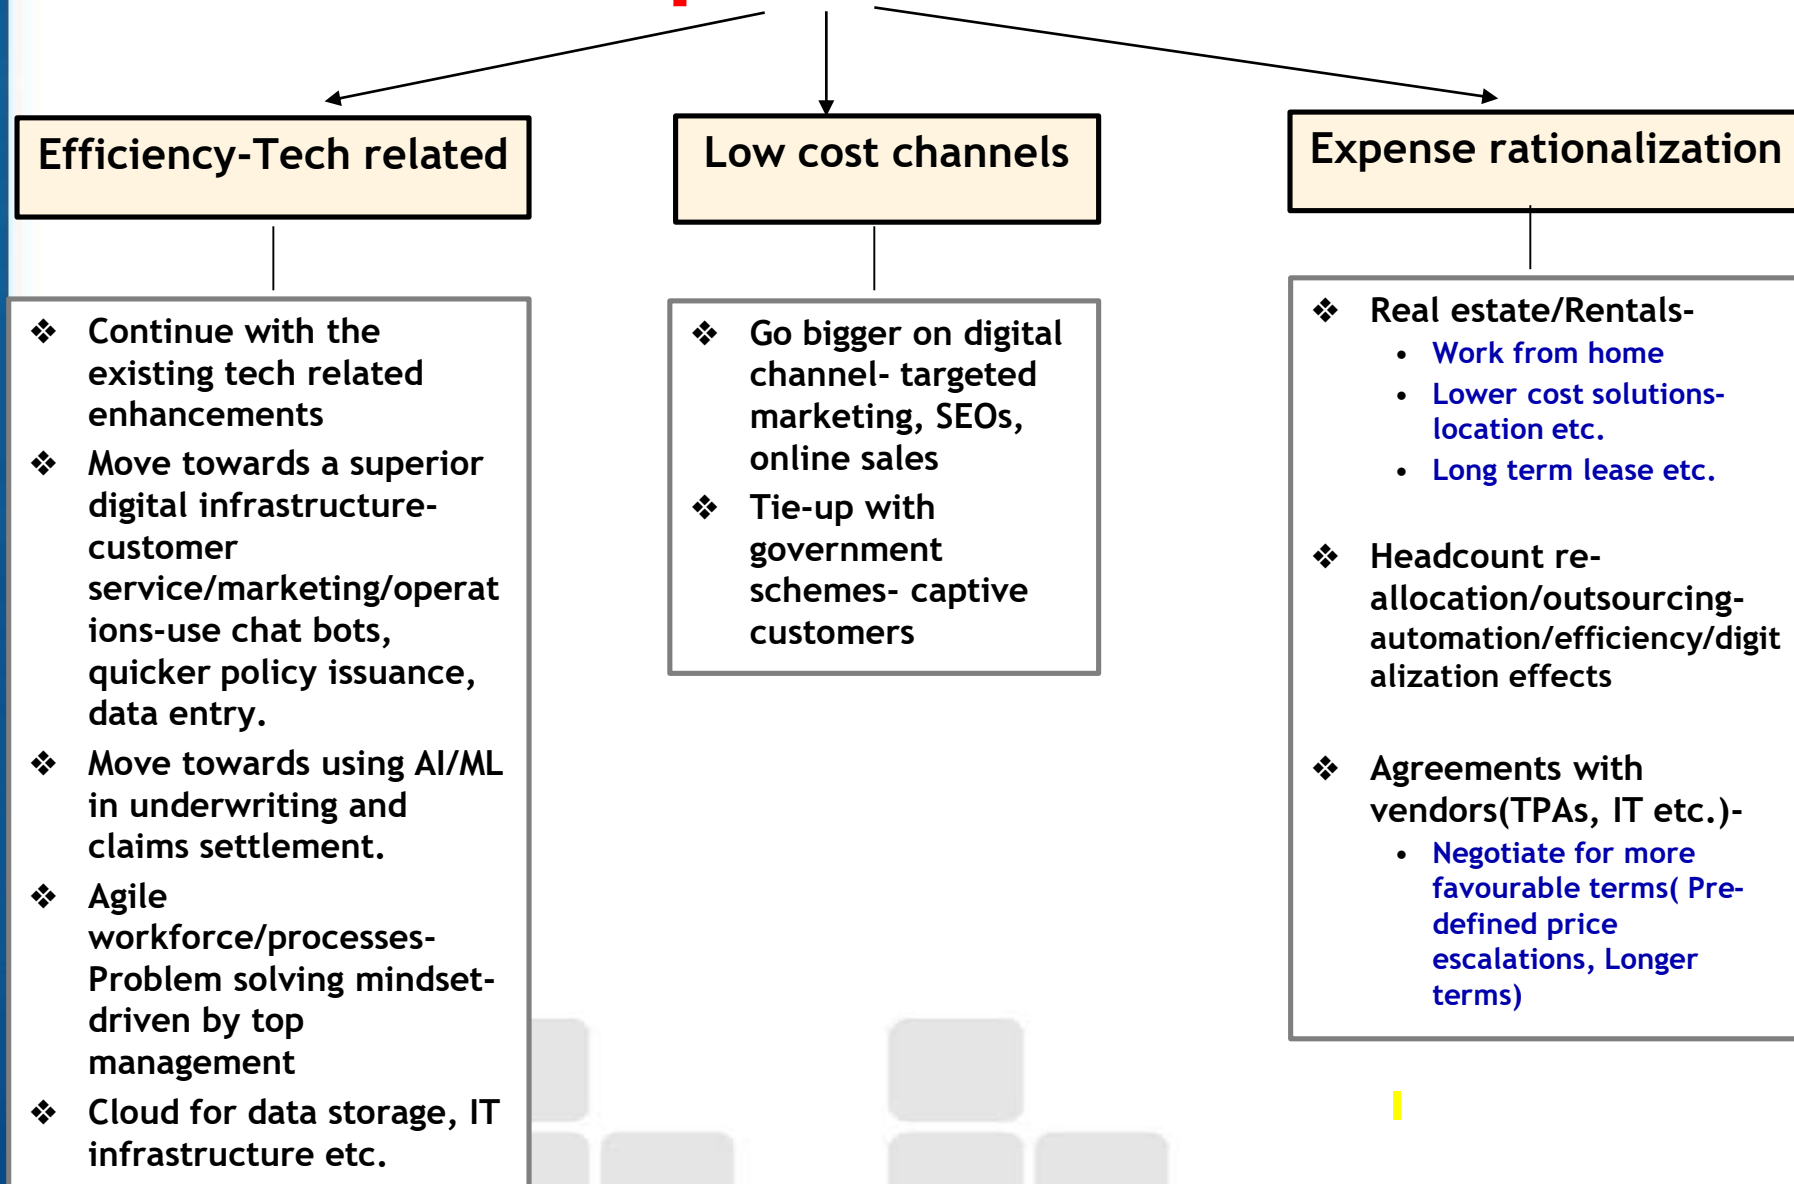 Efficiency-Tech related
❖ Continue with the
existing tech related
enhancements
❖ Move towards a superior
digital infrastructure-
customer
service/marketing/operat
ions-use chat bots,
quicker policy issuance,
data entry.
❖ Move towards using AI/ML
in underwriting and
claims settlement.
❖ Agile
workforce/processes-
Problem solving mindset-
driven by top
management
❖ Cloud for data storage, IT
infrastructure etc.
Low cost channels
❖ Go bigger on digital
channel- targeted
marketing, SEOs,
online sales
❖ Tie-up with
government
schemes- captive
customers
Expense rationalization
❖ Real estate/Rentals-
• Work from home
• Lower cost solutions-
location etc.
• Long term lease etc.
❖ Headcount re-
allocation/outsourcing-
automation/efficiency/digit
alization effects
❖ Agreements with
vendors(TPAs, IT etc.)-
• Negotiate for more
favourable terms( Pre-
defined price
escalations, Longer
terms)